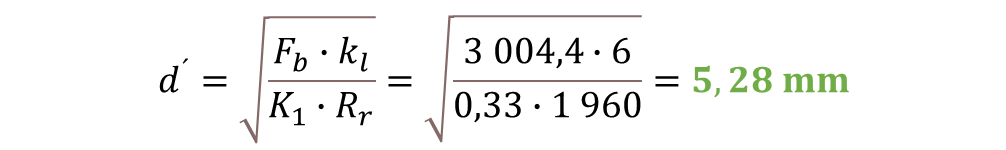 d´ = √((F_b · k_l)/(K_1 · R_r)) = √((3 004,4 · 6)/(0,33 · 1 960)) = 5,28 mm